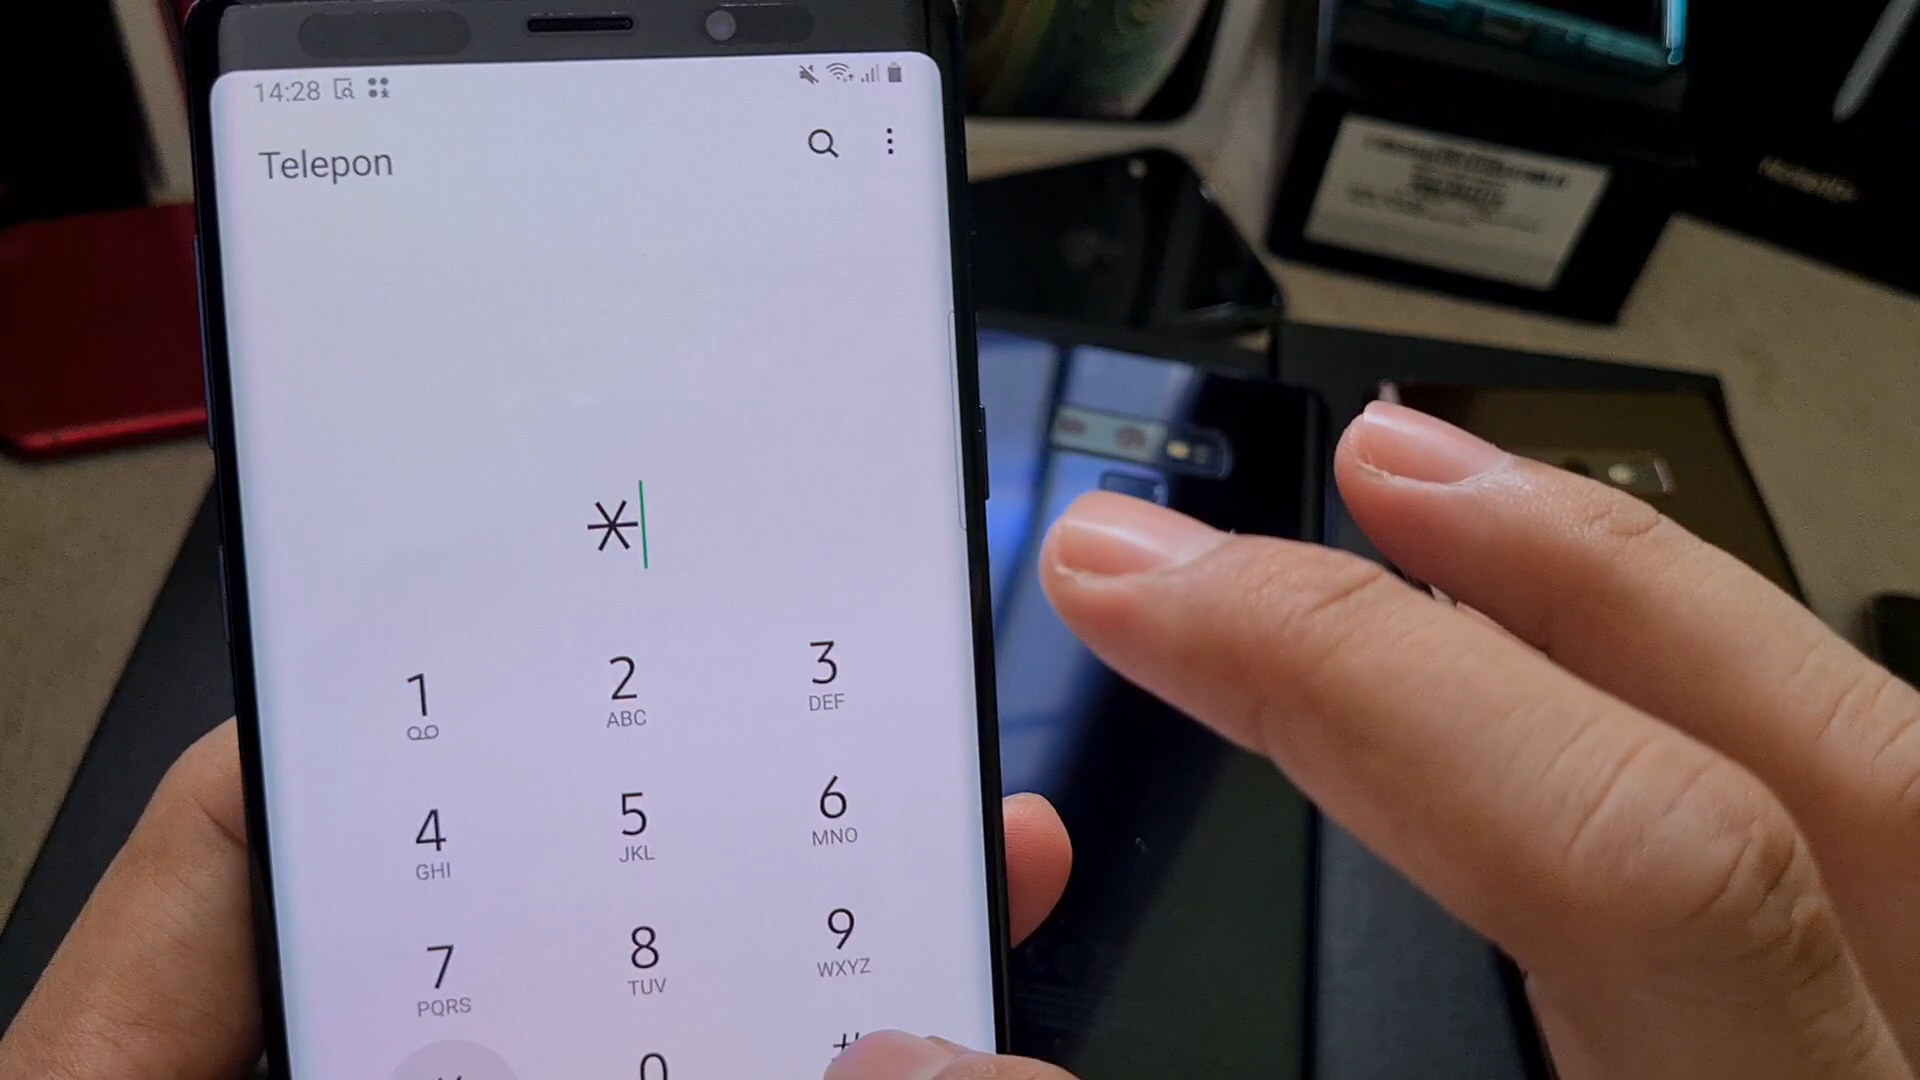 14:28
Telepon
*
1
2 ABC
3 DEF
4 GHI
5 JKL
6 MNO
7 PQRS
8 TUV
9 WXYZ
* 0 #